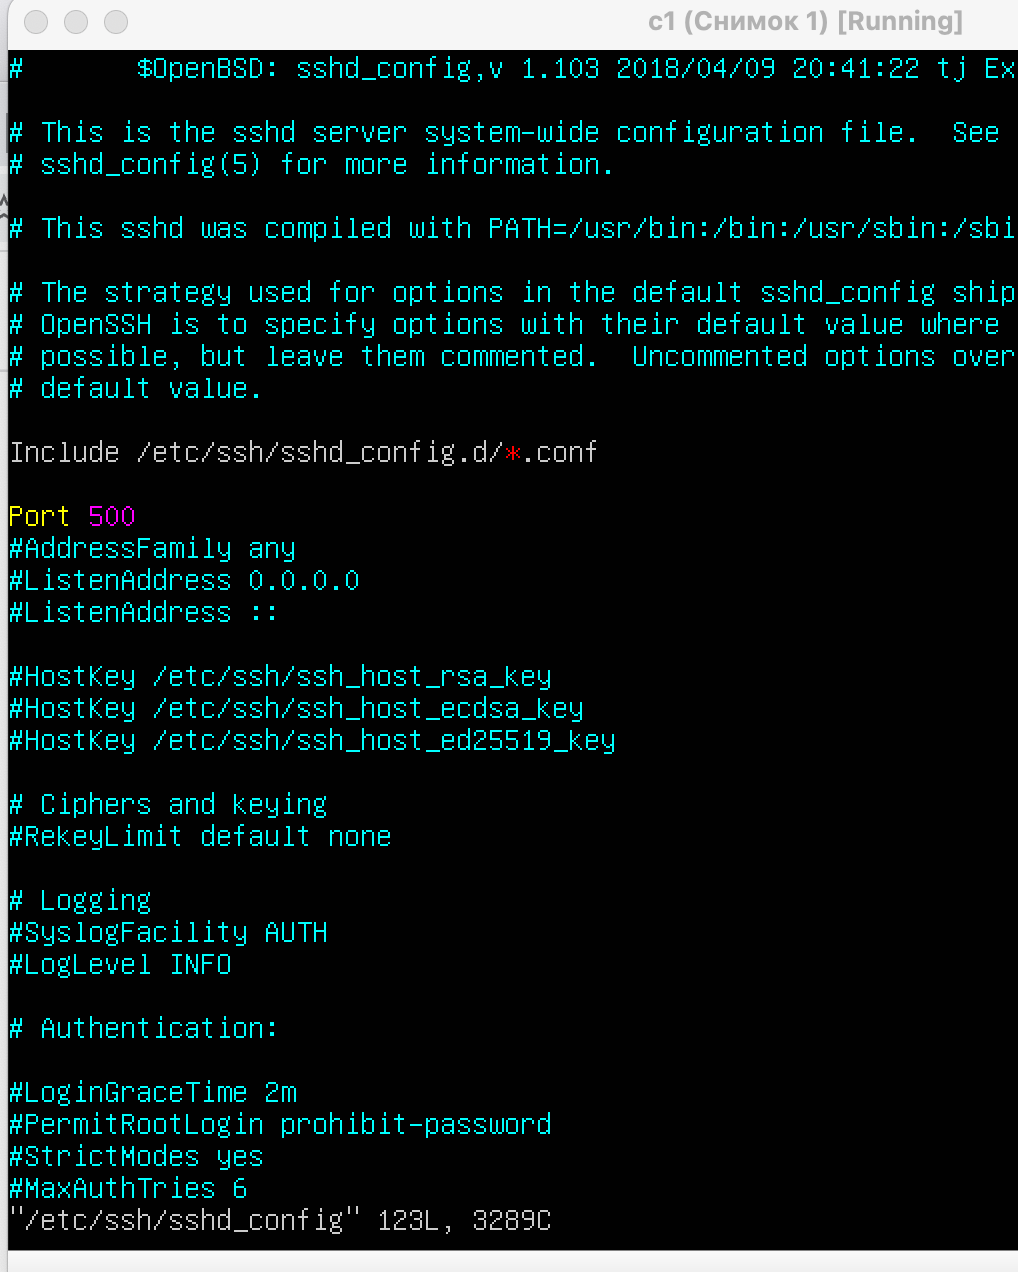 c1 (Снимок 1) [Running]
#       $OpenBSD: sshd_config,v 1.103 2018/04/09 20:41:22 tj Ex
# This is the sshd server system-wide configuration file.  See
# sshd_config(5) for more information.
# This sshd was compiled with PATH=/usr/bin:/bin:/usr/sbin:/sbi
# The strategy used for options in the default sshd_config ship
# OpenSSH is to specify options with their default value where
# possible, but leave them commented.  Uncommented options over
# default value.
Include /etc/ssh/sshd_config.d/*.conf
Port 500
#AddressFamily any
#ListenAddress 0.0.0.0
#ListenAddress ::
#HostKey /etc/ssh/ssh_host_rsa_key
#HostKey /etc/ssh/ssh_host_ecdsa_key
#HostKey /etc/ssh/ssh_host_ed25519_key
# Ciphers and keying
#RekeyLimit default none
# Logging
#SyslogFacility AUTH
#LogLevel INFO
# Authentication:
#LoginGraceTime 2m
#PermitRootLogin prohibit-password
#StrictModes yes
#MaxAuthTries 6
"/etc/ssh/sshd_config" 123L, 3289C